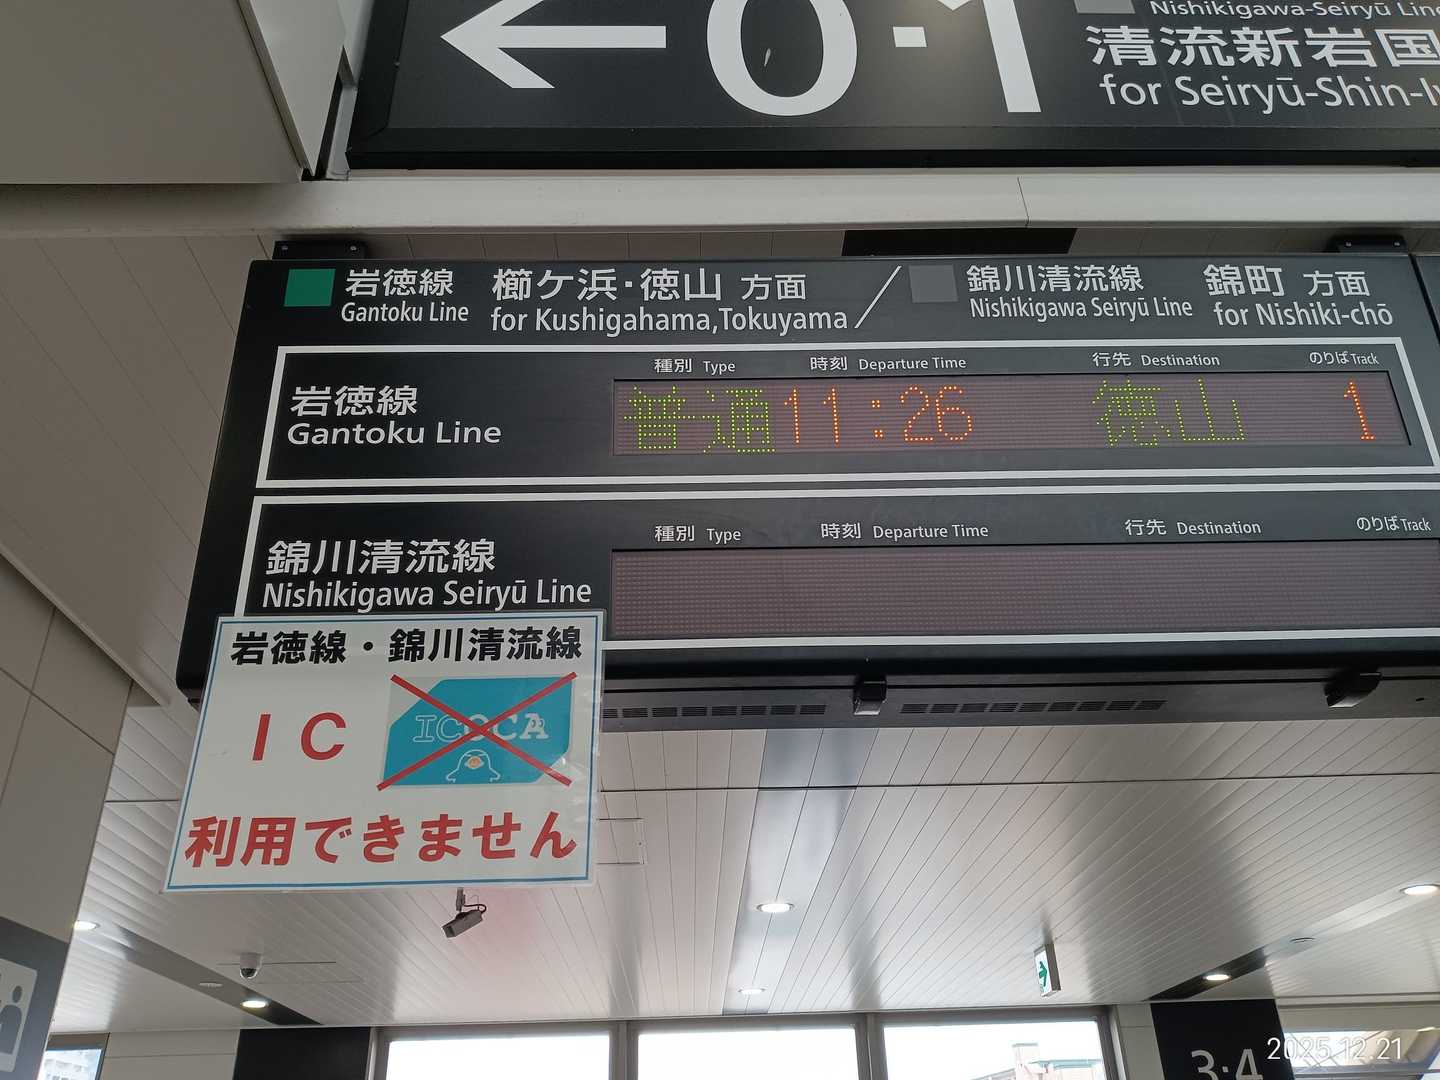 ← 0·1
Nishikigawa-Seiryū Line
清流新岩国
for Seiryū-Shin-I
岩徳線 櫛ケ浜・徳山 方面 / 錦川清流線 錦町 方面
Gantoku Line for Kushigahama,Tokuyama Nishikigawa Seiryū Line for Nishiki-chō
種別 Type 時刻 Departure Time 行先 Destination のりば Track
岩徳線 普通 11:26 徳山 1
Gantoku Line
種別 Type 時刻 Departure Time 行先 Destination のりば Track
錦川清流線
Nishikigawa Seiryū Line
岩徳線・錦川清流線
IC ICOCA
利用できません
3·4
2025.12.21